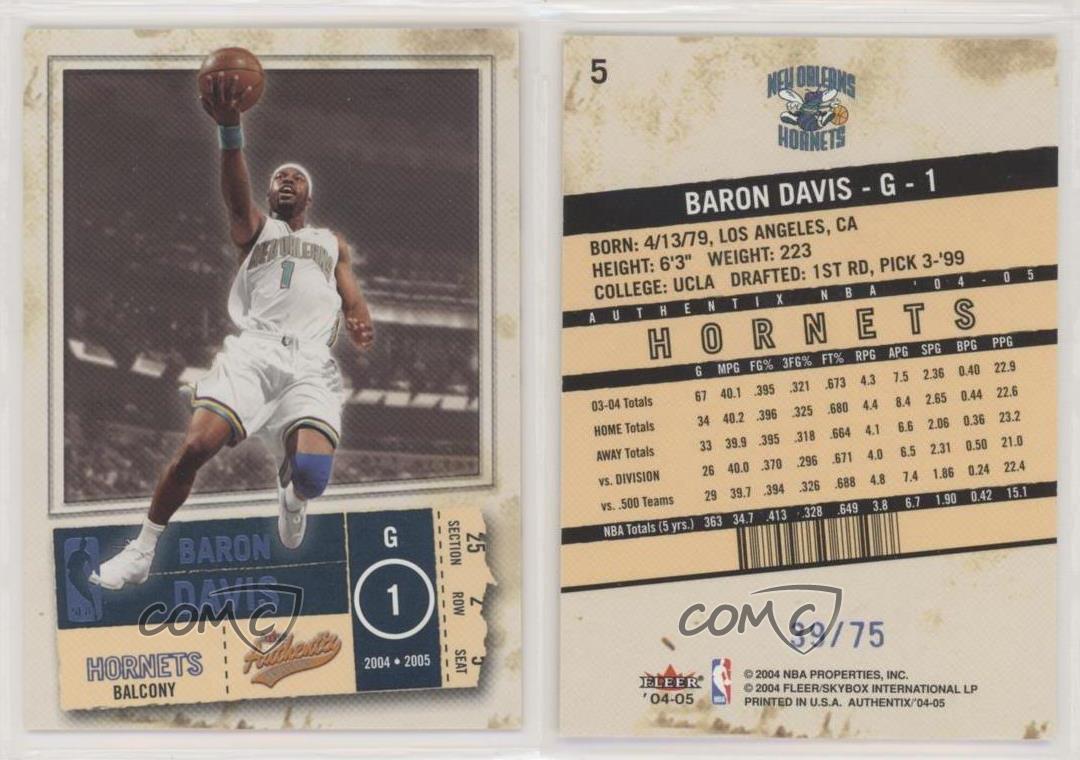 NEW ORLEANS
1
NBA
BARON
DAVIS
G
1
2004 • 2005
SECTION 25
ROW 2
SEAT 5
HORNETS
BALCONY
Fleer
Authentix
COMC
5
NEW ORLEANS
HORNETS
BARON DAVIS - G - 1
BORN: 4/13/79, LOS ANGELES, CA
HEIGHT: 6'3" WEIGHT: 223
COLLEGE: UCLA DRAFTED: 1ST RD, PICK 3-'99
AUTHENTIX NBA '04-05
HORNETS
G MPG FG% 3FG% FT% RPG APG SPG BPG PPG
03-04 Totals 67 40.1 .395 .321 .673 4.3 7.5 2.36 0.40 22.9
HOME Totals 34 40.2 .396 .325 .680 4.4 8.4 2.65 0.44 22.6
AWAY Totals 33 39.9 .395 .318 .664 4.1 6.6 2.06 0.36 23.2
vs. DIVISION 26 40.0 .370 .296 .671 4.0 6.5 2.31 0.50 21.0
vs. .500 Teams 29 39.7 .394 .326 .688 4.8 7.4 1.86 0.24 22.4
NBA Totals (5 yrs.) 363 34.7 .413 .328 .649 3.8 6.7 1.90 0.42 15.1
COMC
39/75
FLEER
'04-05
NBA
© 2004 NBA PROPERTIES, INC.
© 2004 FLEER/SKYBOX INTERNATIONAL LP
PRINTED IN U.S.A. AUTHENTIX/'04-05